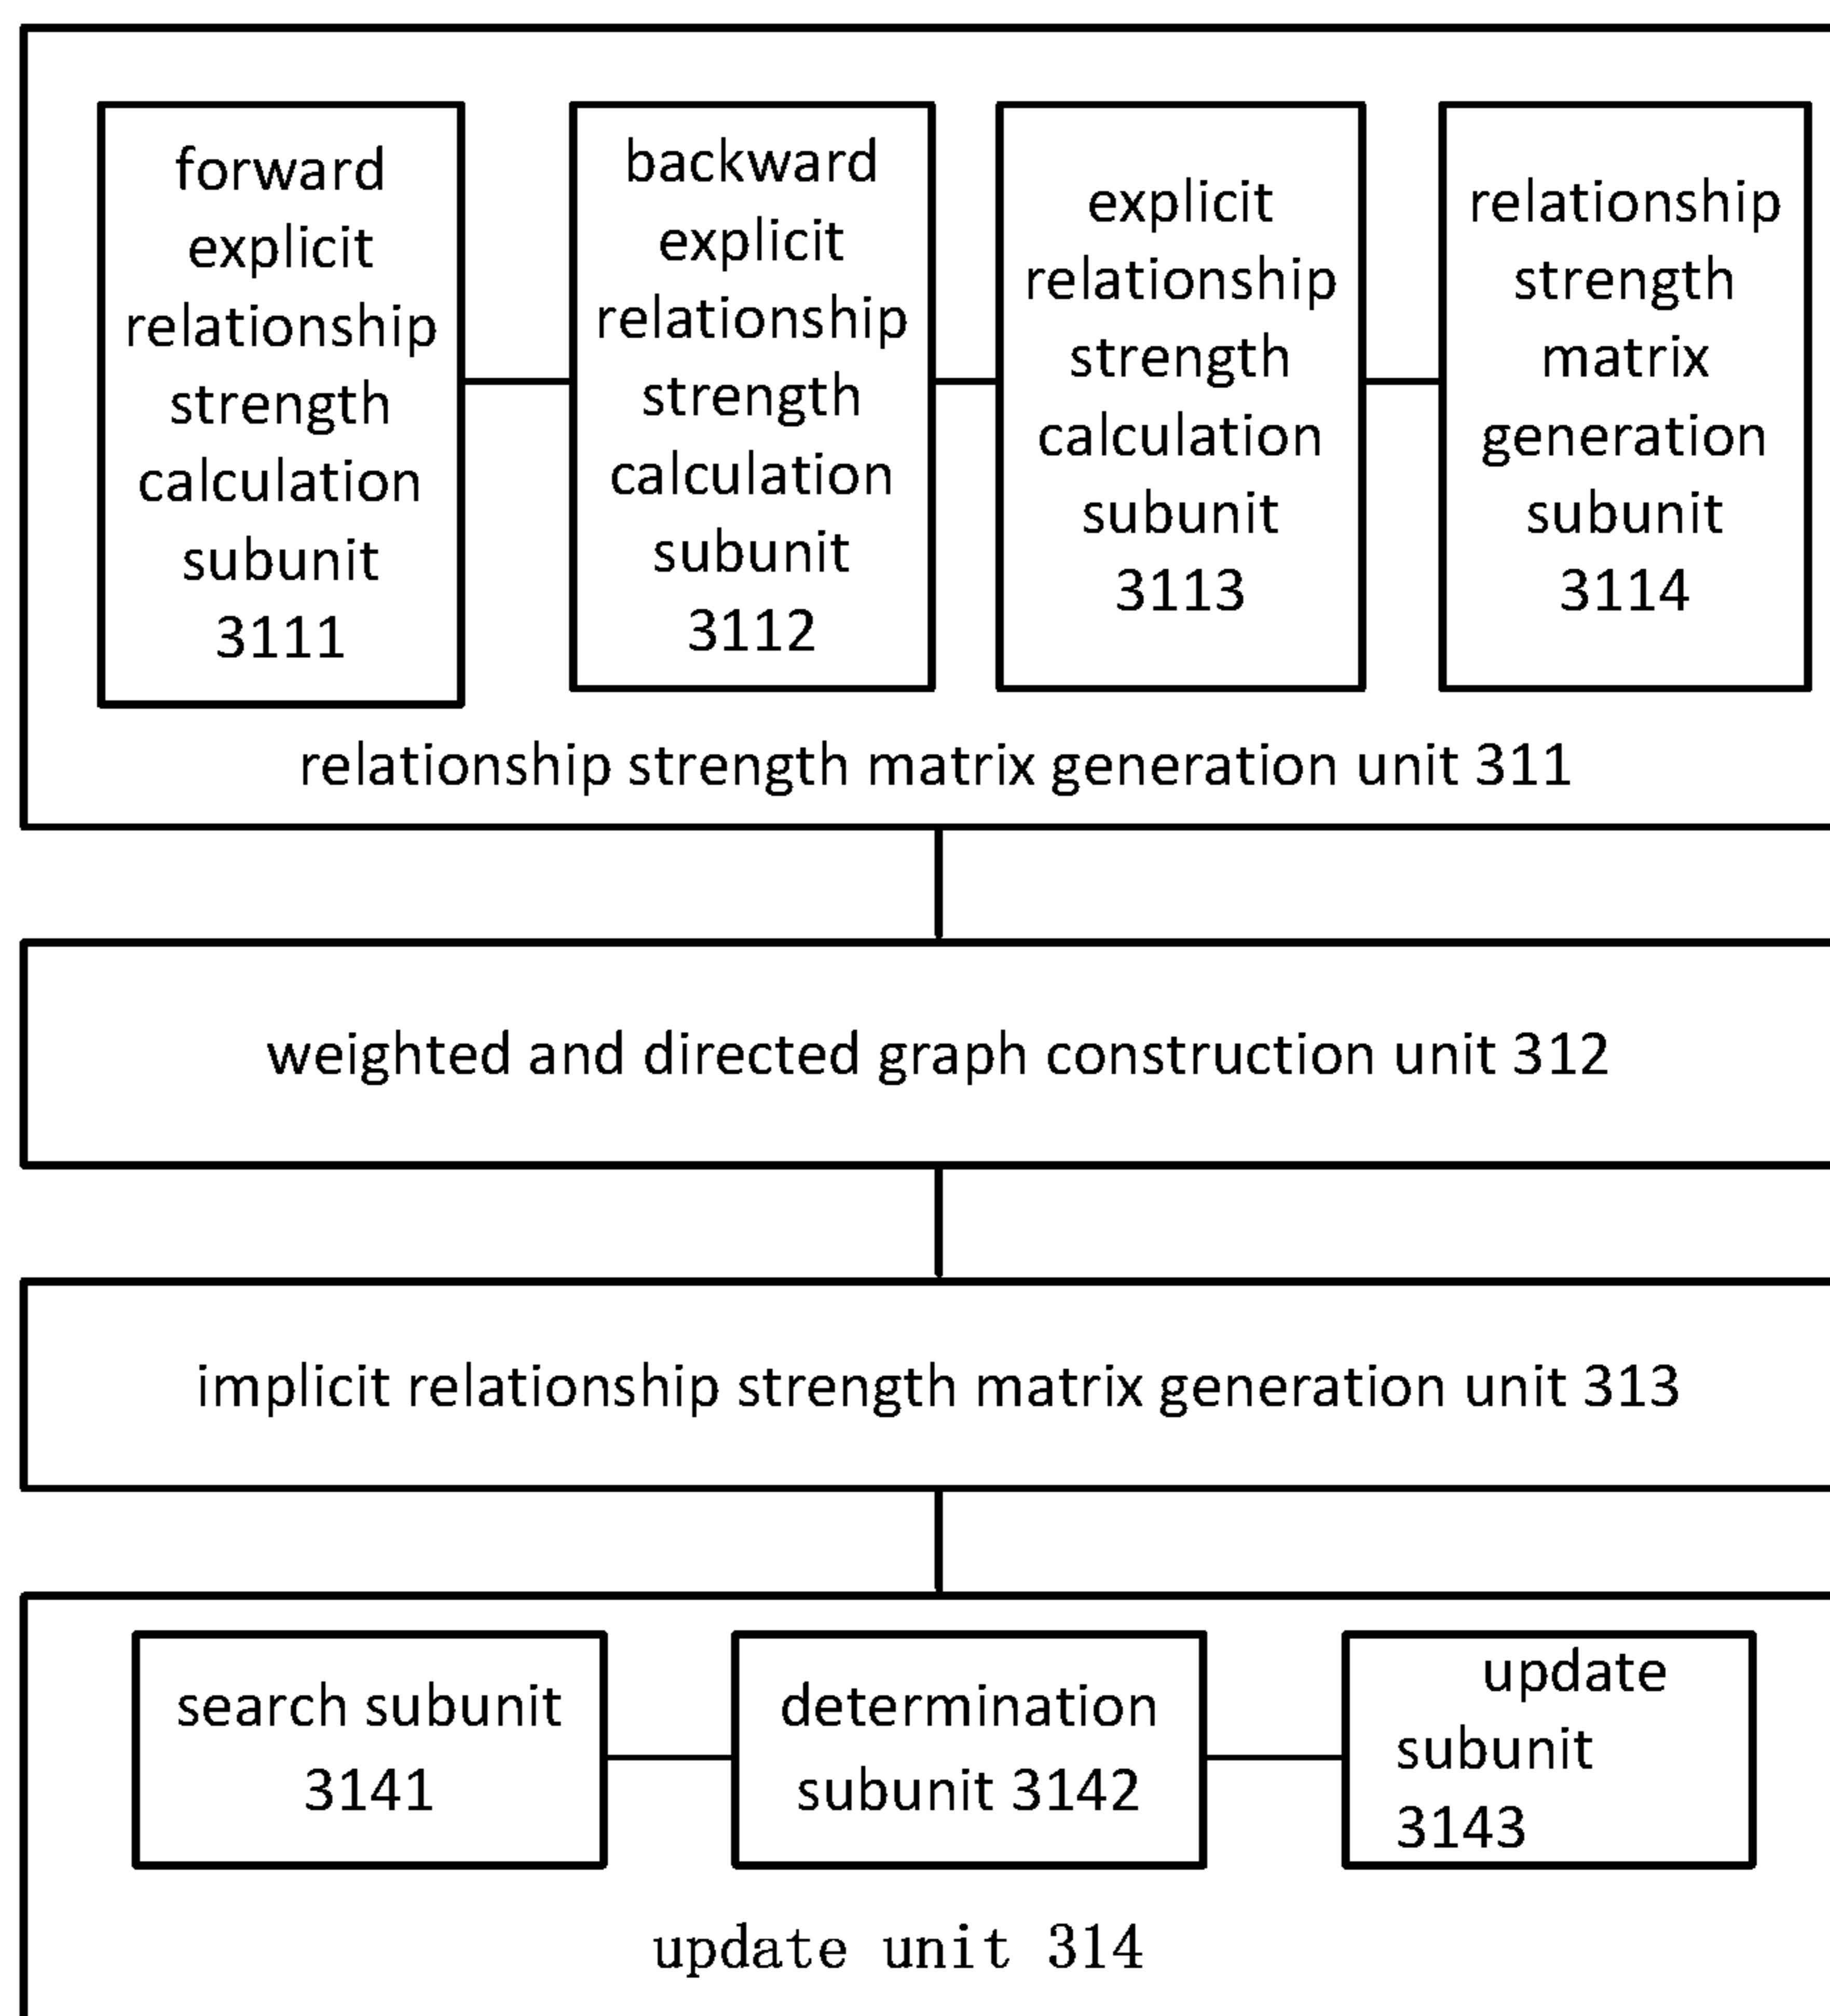 forward
explicit
relationship
strength
calculation
subunit
3111
backward
explicit
relationship
strength
calculation
subunit
3112
explicit
relationship
strength
calculation
subunit
3113
relationship
strength
matrix
generation
subunit
3114
relationship strength matrix generation unit 311
weighted and directed graph construction unit 312
implicit relationship strength matrix generation unit 313
search subunit
3141
determination
subunit 3142
update
subunit
3143
update unit 314